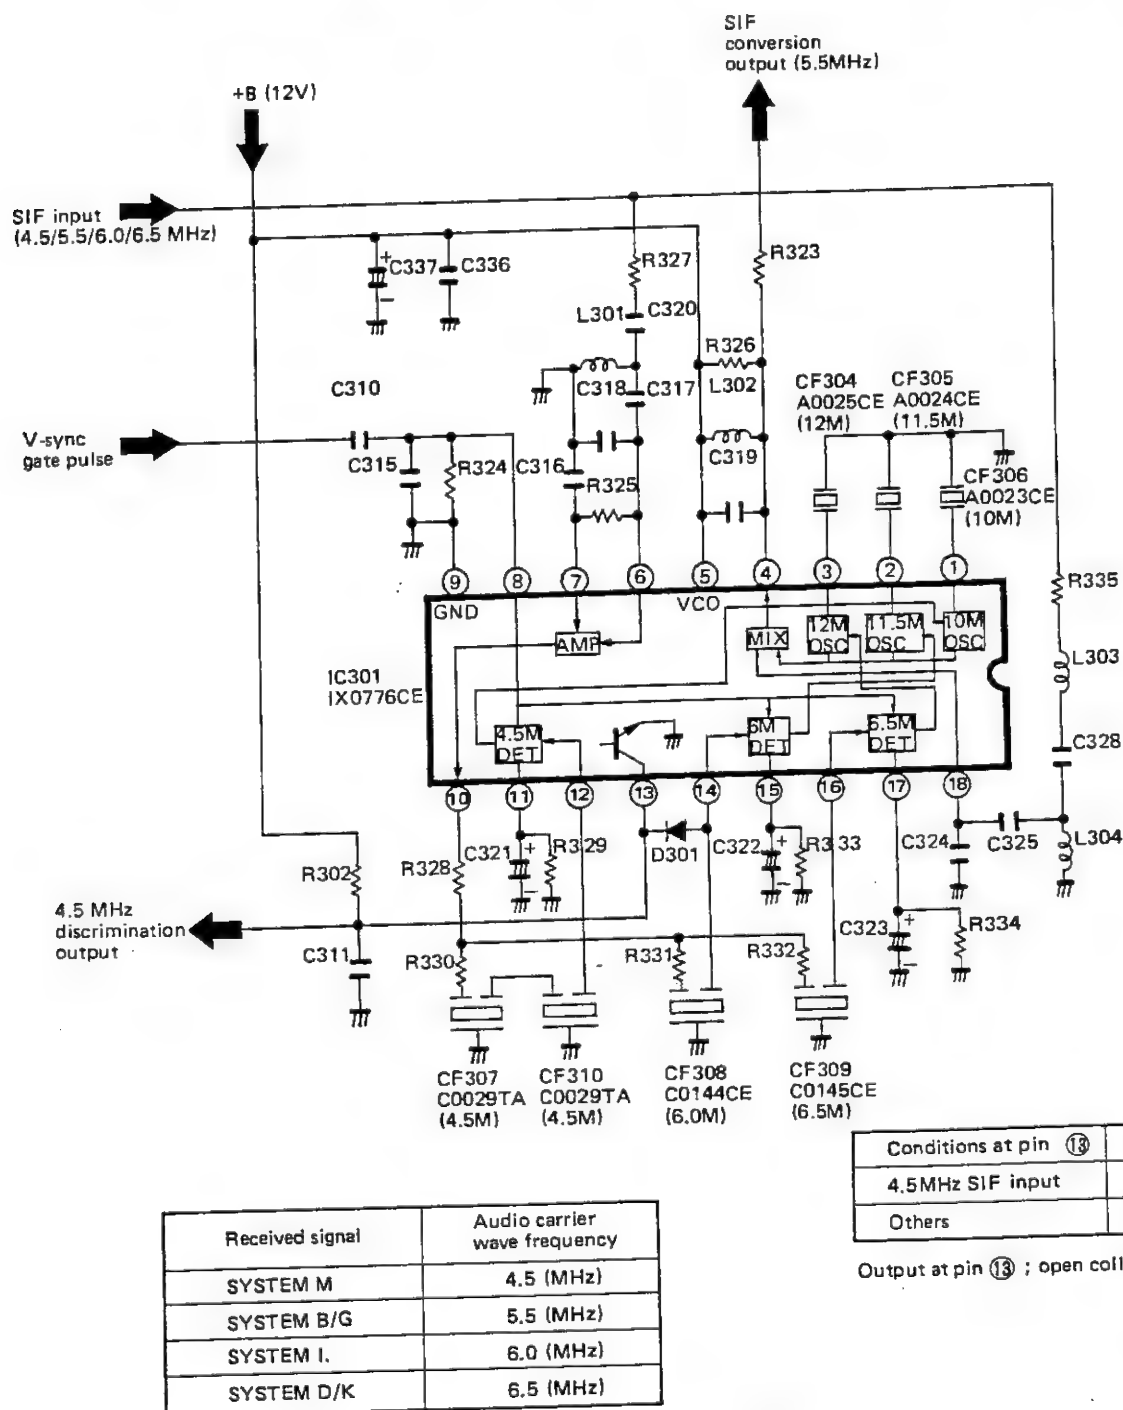 SIF
conversion
output (5.5MHz)
+B (12V)
SIF input
(4.5/5.5/6.0/6.5 MHz)
C337
C336
R327
R323
L301
C320
R326
C310
C318
C317
L302
CF304
A0025CE
(12M)
CF305
A0024CE
(11.5M)
V-sync
gate pulse
C315
R324
C316
R325
C319
CF306
A0023CE
(10M)
9
8
7
6
5
4
3
2
1
R335
GND
VCO
AMP
MIX
12M
OSC
11.5M
OSC
10M
OSC
L303
IC301
IX0776CE
4.5M
DET
6M
DET
6.5M
DET
C328
10
11
12
13
14
15
16
17
18
R302
R328
C321
+
-
R329
D301
C322
+
-
R333
C324
C325
L304
4.5 MHz
discrimination
output
C311
R330
R331
R332
C323
+
-
R334
CF307
C0029TA
(4.5M)
CF310
C0029TA
(4.5M)
CF308
C0144CE
(6.0M)
CF309
C0145CE
(6.5M)
Conditions at pin 13
4.5MHz SIF input
Others
Output at pin 13 ; open
Received signal
Audio carrier
wave frequency
SYSTEM M
4.5 (MHz)
SYSTEM B/G
5.5 (MHz)
SYSTEM I.
6.0 (MHz)
SYSTEM D/K
6.5 (MHz)